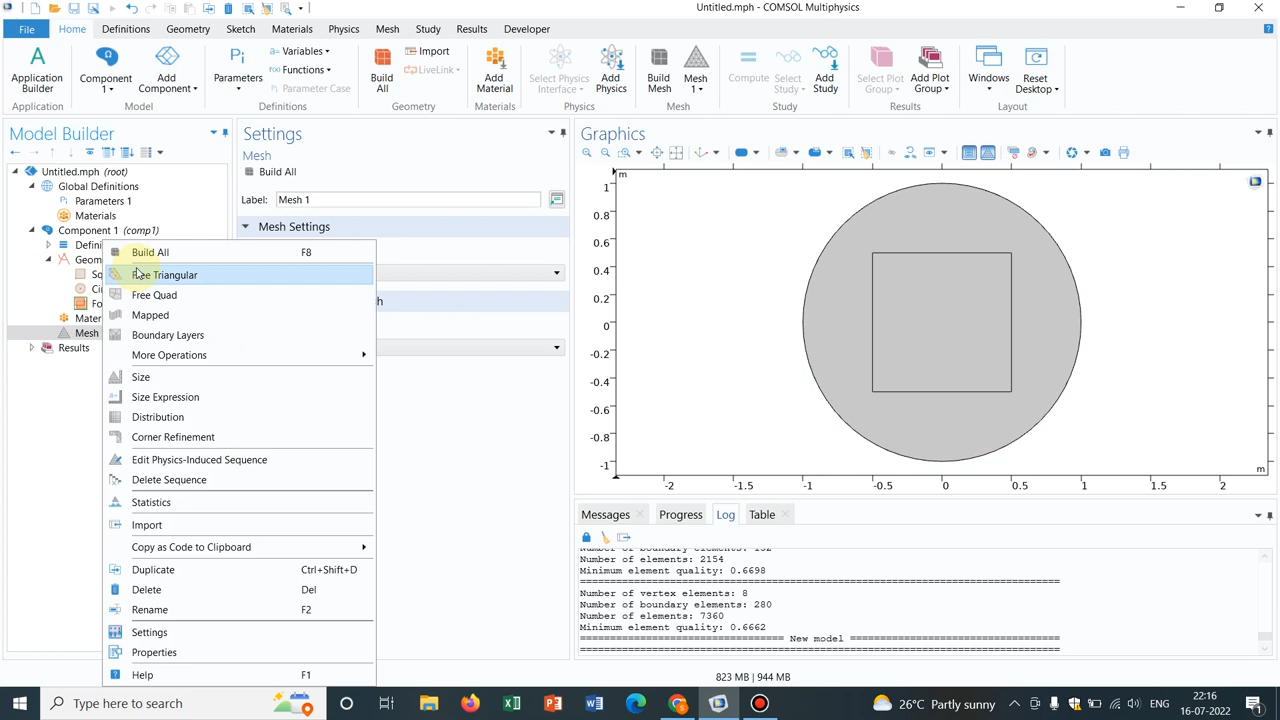 Untitled.mph - COMSOL Multiphysics
File Home Definitions Geometry Sketch Materials Physics Mesh Study Results Developer
Application Builder
Component 1
Add Component
Parameters
Variables
Functions
Parameter Case
Build All
Import
LiveLink
Add Material
Select Physics Interface
Add Physics
Build Mesh
Mesh 1
Compute
Select Study
Add Study
Select Plot Group
Add Plot Group
Windows
Reset Desktop
Application Model Definitions Geometry Materials Physics Mesh Study Results Layout
Model Builder
Untitled.mph (root)
Global Definitions
Parameters 1
Materials
Component 1 (comp1)
Mesh
Results
Settings
Mesh
Build All
Label: Mesh 1
Mesh Settings
Build All F8
Free Triangular
Free Quad
Mapped
Boundary Layers
More Operations
Size
Size Expression
Distribution
Corner Refinement
Edit Physics-Induced Sequence
Delete Sequence
Statistics
Import
Copy as Code to Clipboard
Duplicate Ctrl+Shift+D
Delete Del
Rename F2
Settings
Properties
Help F1
Graphics
m
1
0.8
0.6
0.4
0.2
0
-0.2
-0.4
-0.6
-0.8
-1
-2 -1.5 -1 -0.5 0 0.5 1 1.5 2
m
Messages Progress Log Table
Number of elements: 2154
Minimum element quality: 0.6698
Number of vertex elements: 8
Number of boundary elements: 280
Number of elements: 7360
Minimum element quality: 0.6662
New model
823 MB | 944 MB
Type here to search
26°C Partly sunny
ENG
22:16
16-07-2022